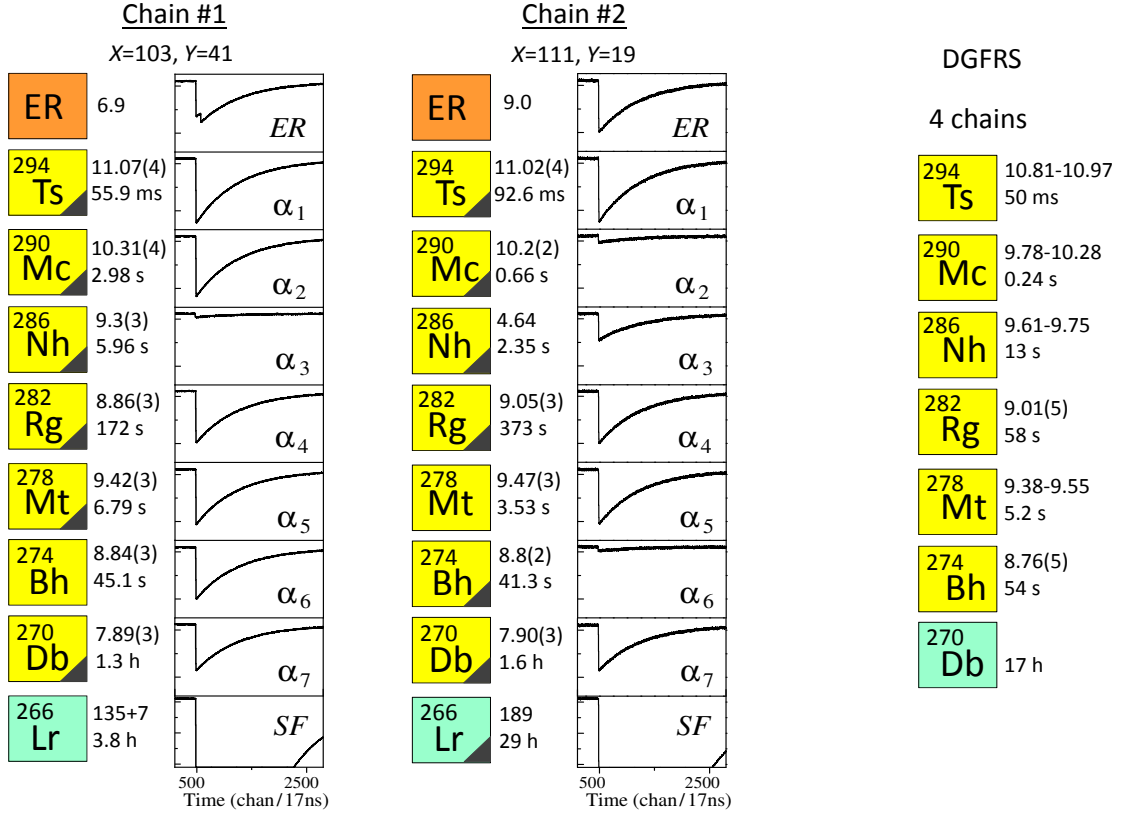 Chain #1
X=103, Y=41
ER
6.9
ER
294
Ts
11.07(4)
55.9 ms
α1
290
Mc
10.31(4)
2.98 s
α2
286
Nh
9.3(3)
5.96 s
α3
282
Rg
8.86(3)
172 s
α4
278
Mt
9.42(3)
6.79 s
α5
274
Bh
8.84(3)
45.1 s
α6
270
Db
7.89(3)
1.3 h
α7
266
Lr
135+7
3.8 h
SF
500 2500
Time (chan/17ns)
Chain #2
X=111, Y=19
ER
9.0
ER
294
Ts
11.02(4)
92.6 ms
α1
290
Mc
10.2(2)
0.66 s
α2
286
Nh
4.64
2.35 s
α3
282
Rg
9.05(3)
373 s
α4
278
Mt
9.47(3)
3.53 s
α5
274
Bh
8.8(2)
41.3 s
α6
270
Db
7.90(3)
1.6 h
α7
266
Lr
189
29 h
SF
500 2500
Time (chan/17ns)
DGFRS
4 chains
294
Ts
10.81-10.97
50 ms
290
Mc
9.78-10.28
0.24 s
286
Nh
9.61-9.75
13 s
282
Rg
9.01(5)
58 s
278
Mt
9.38-9.55
5.2 s
274
Bh
8.76(5)
54 s
270
Db
17 h